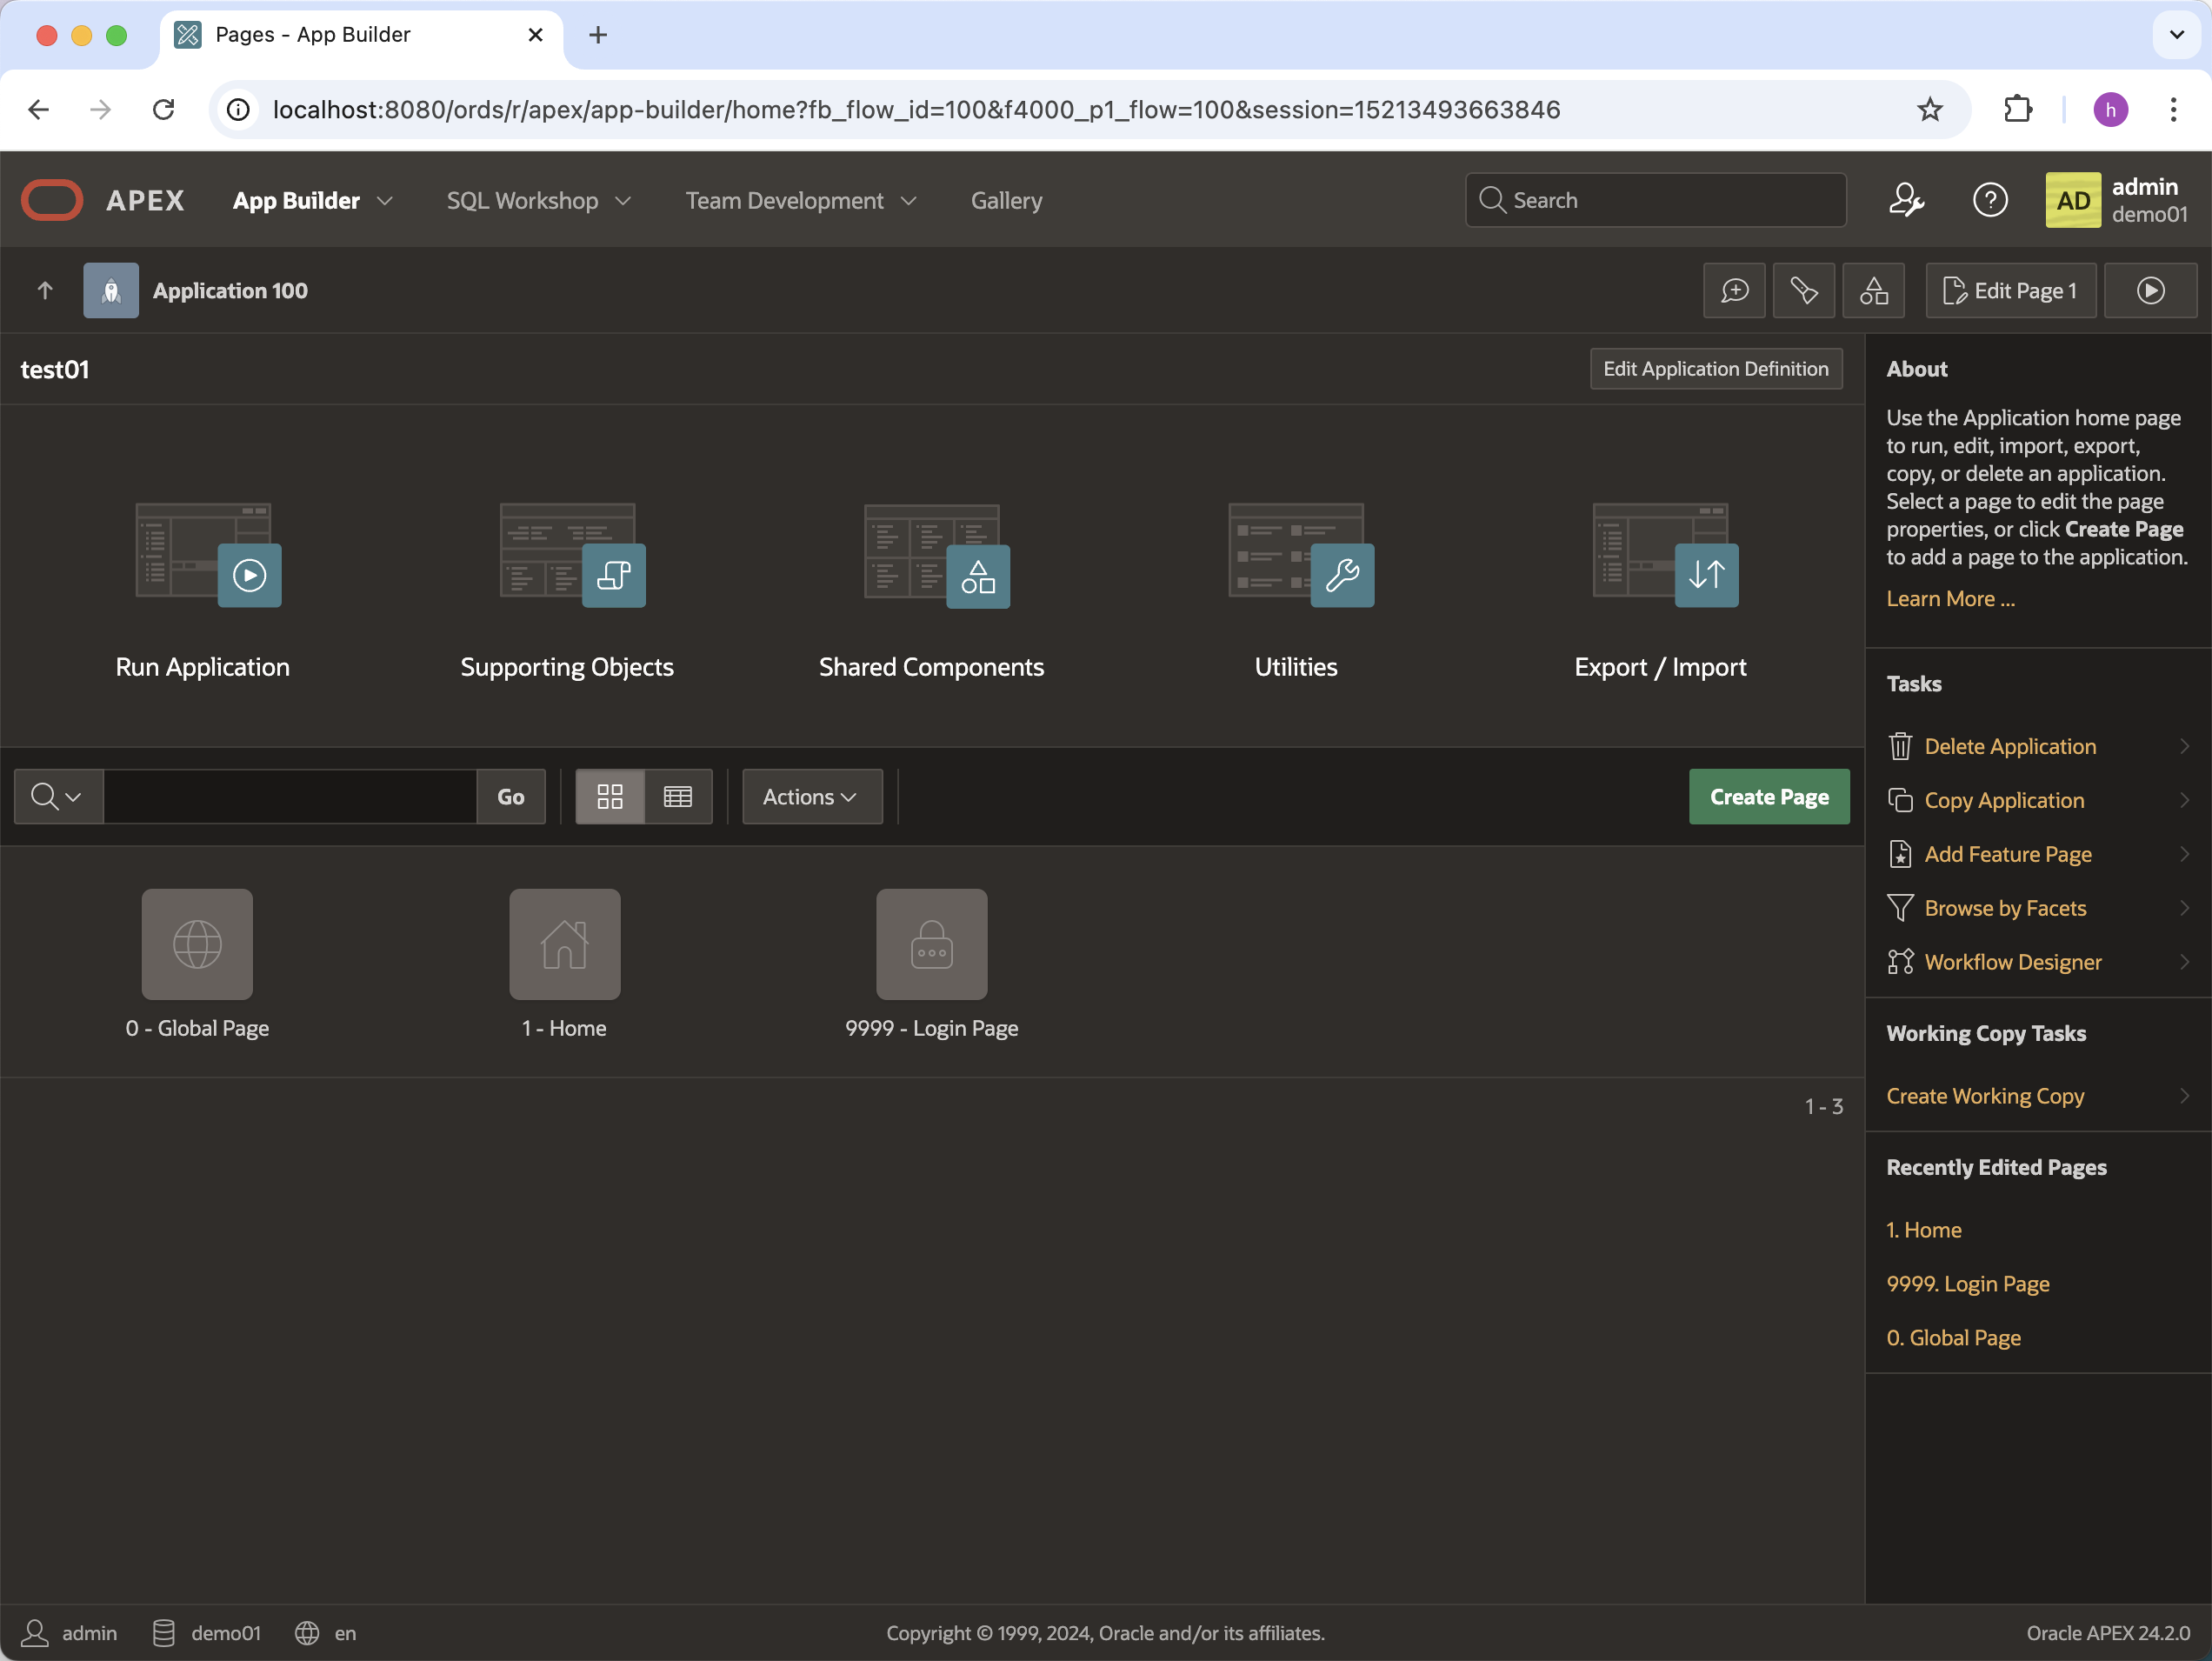 Pages - App Builder
localhost:8080/ords/r/apex/app-builder/home?fb_flow_id=100&f4000_p1_flow=100&session=15213493663846
h
APEX
App Builder
SQL Workshop
Team Development
Gallery
Search
AD
admin
demo01
Application 100
Edit Page 1
test01
Edit Application Definition
Run Application
Supporting Objects
Shared Components
Utilities
Export / Import
Go
Actions
Create Page
0 - Global Page
1 - Home
9999 - Login Page
1 - 3
About
Use the Application home page
to run, edit, import, export,
copy, or delete an application.
Select a page to edit the page
properties, or click Create Page
to add a page to the application.
Learn More ...
Tasks
Delete Application
Copy Application
Add Feature Page
Browse by Facets
Workflow Designer
Working Copy Tasks
Create Working Copy
Recently Edited Pages
1. Home
9999. Login Page
0. Global Page
admin
demo01
en
Copyright © 1999, 2024, Oracle and/or its affiliates.
Oracle APEX 24.2.0